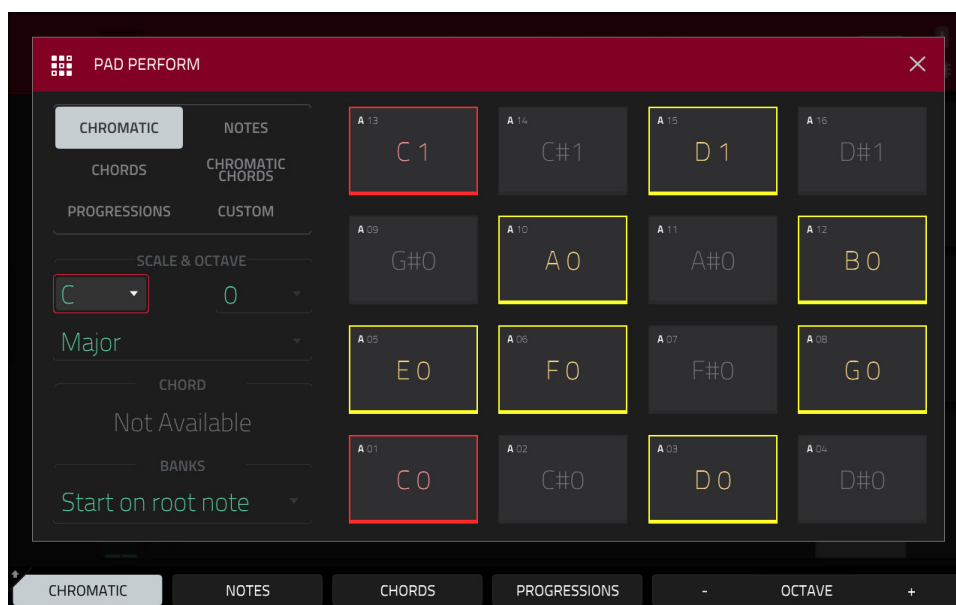 PAD PERFORM
CHROMATIC NOTES
CHORDS CHROMATIC CHORDS
PROGRESSIONS CUSTOM
SCALE & OCTAVE
C 0
Major
CHORD
Not Available
BANKS
Start on root note
A 13 A 14 A 15 A 16
C 1 C#1 D 1 D#1
A 09 A 10 A 11 A 12
G#0 A 0 A#0 B 0
A 05 A 06 A 07 A 08
E 0 F 0 F#0 G 0
A 01 A 02 A 03 A 04
C 0 C#0 D 0 D#0
CHROMATIC NOTES CHORDS PROGRESSIONS - OCTAVE +